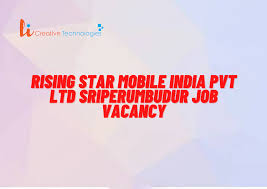 Creative Technologies
RISING STAR MOBILE INDIA PVT
LTD SRIPERUMBUDUR JOB
VACANCY